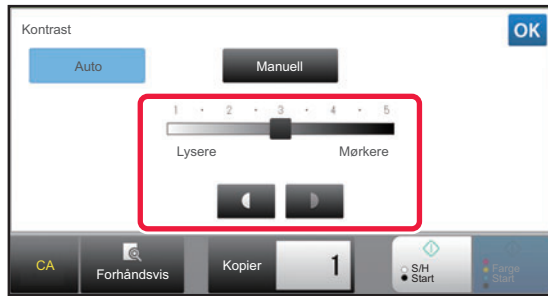 Kontrast
OK
Auto
Manuell
1 · 2 · 3 · 4 · 5
Lysere
Mørkere
CA
Forhåndsvis
Kopier
1
S/H
Start
Farge
Start